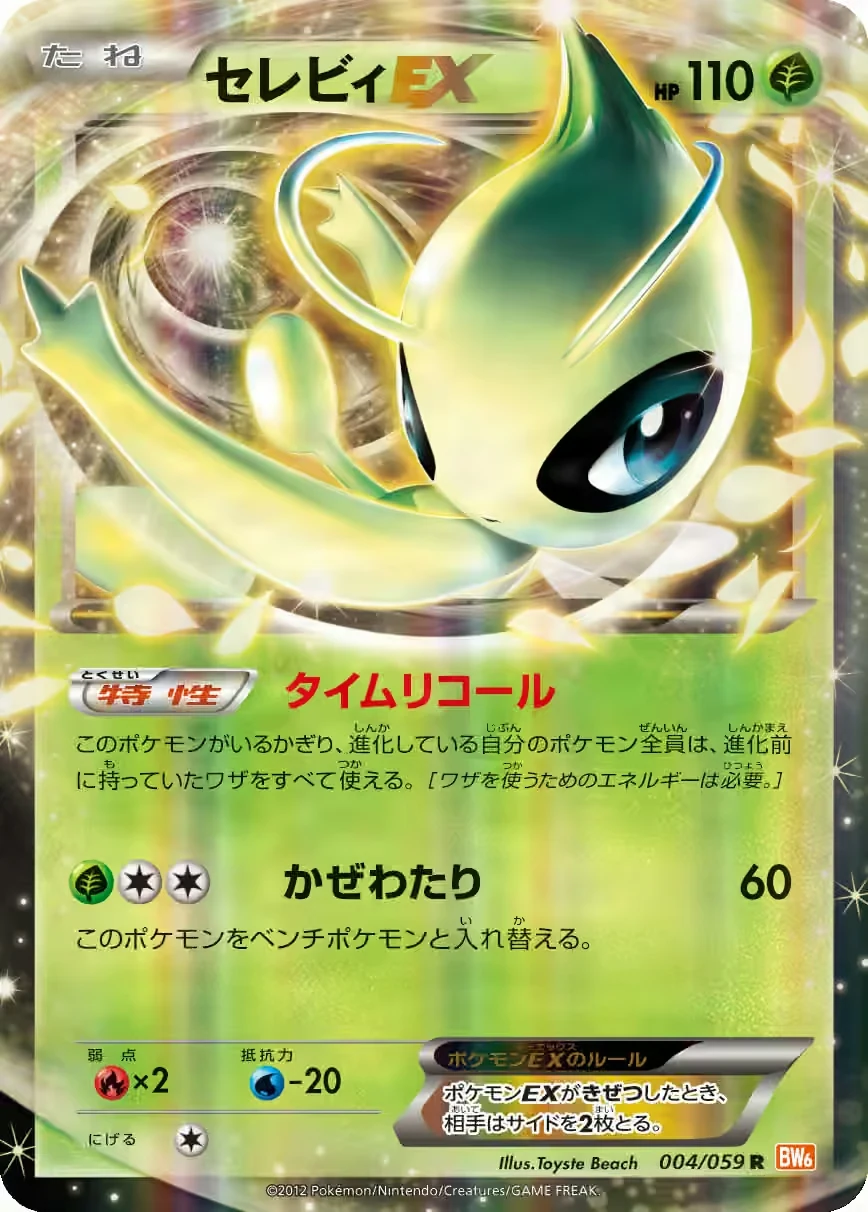 たね
セレビィEX
HP 110
とくせい
特性 タイムリコール
このポケモンがいるかぎり、進化している自分のポケモン全員は、進化前
に持っていたワザをすべて使える。[ワザを使うためのエネルギーは必要。]
かぜわたり 60
このポケモンをベンチポケモンと入れ替える。
弱点 抵抗力
×2 -20
にげる
ポケモンEXのルール
ポケモンEXがきぜつしたとき、
相手はサイドを2枚とる。
Illus. Toyste Beach 004/059 R BW6
©2012 Pokémon/Nintendo/Creatures/GAME FREAK.